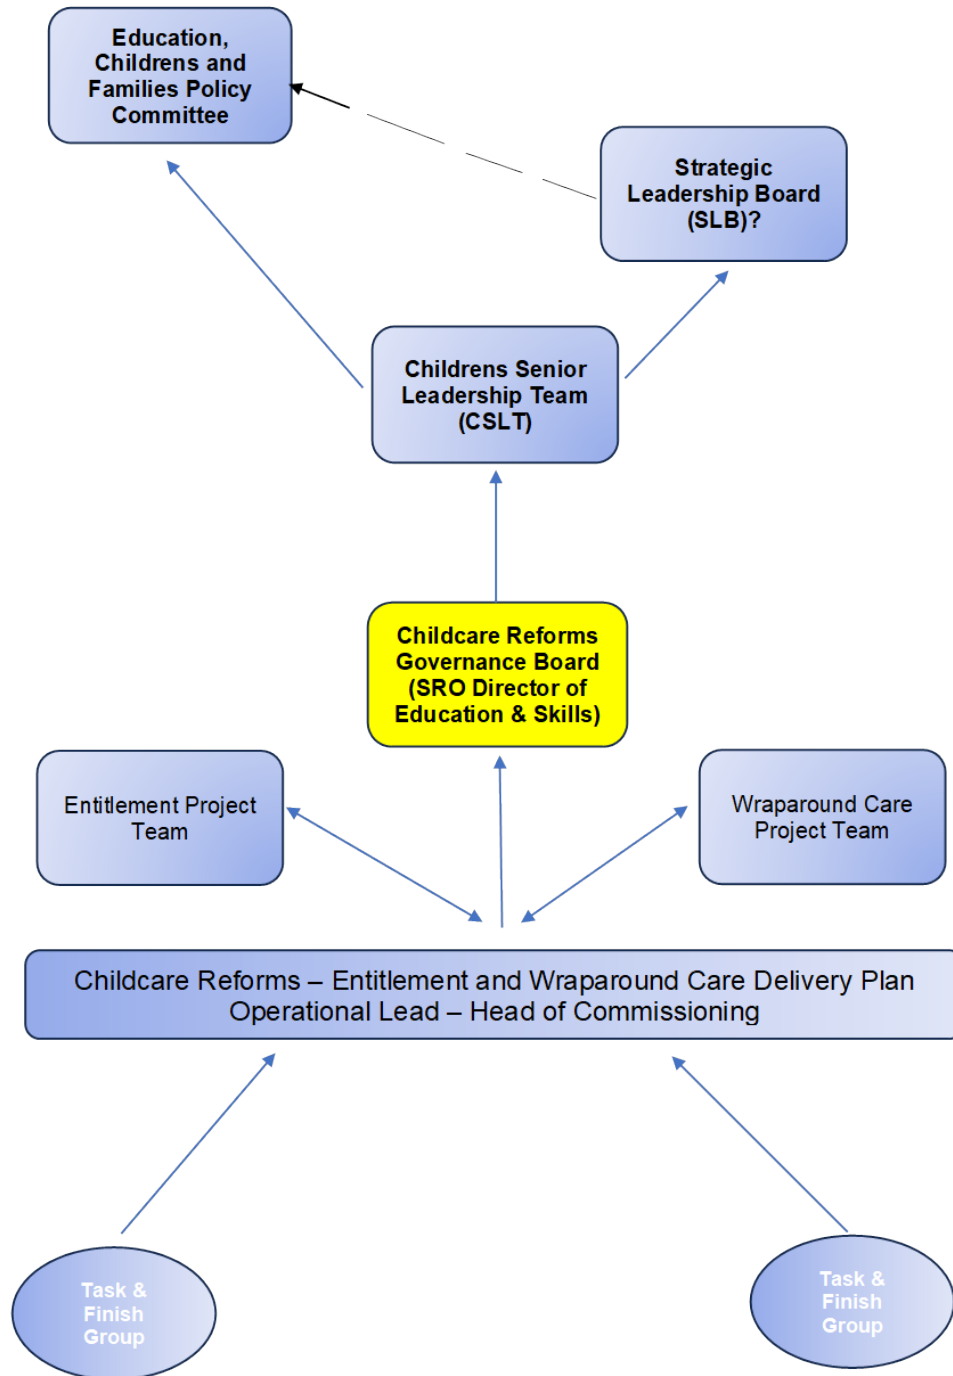 Education,
Childrens and
Families Policy
Committee
Strategic
Leadership Board
(SLB)?
Childrens Senior
Leadership Team
(CSLT)
Childcare Reforms
Governance Board
(SRO Director of
Education & Skills)
Entitlement Project
Team
Wraparound Care
Project Team
Childcare Reforms – Entitlement and Wraparound Care Delivery Plan
Operational Lead – Head of Commissioning
Task &
Finish
Group
Task &
Finish
Group